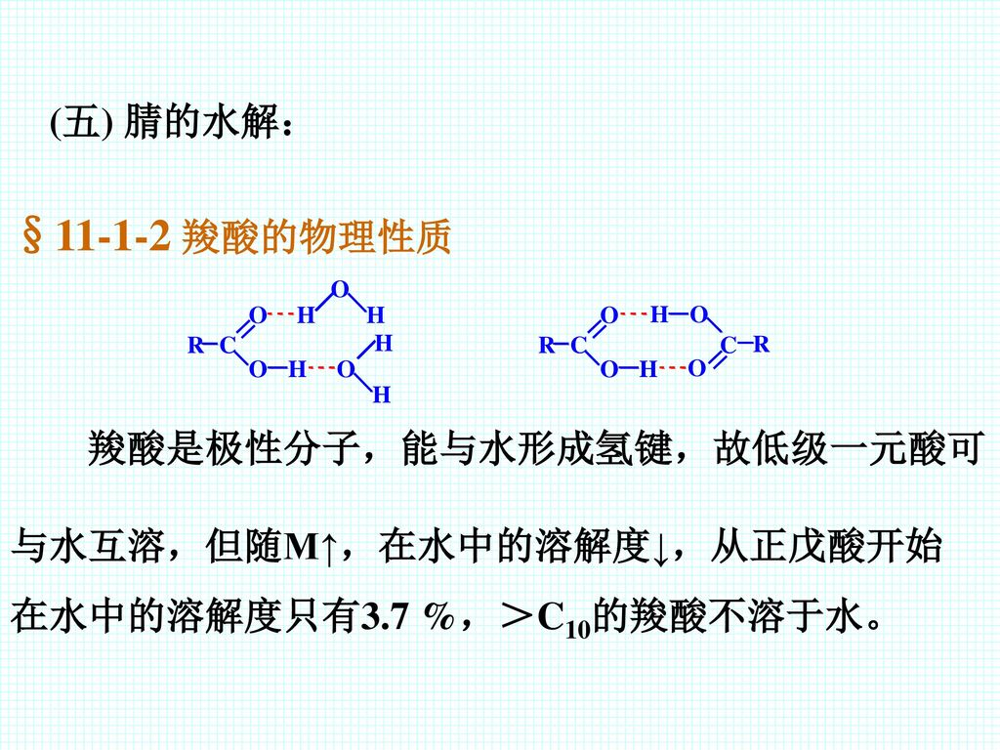 (五) 腈的水解：
§11-1-2 羧酸的物理性质
O
O H H O H O
R C H R C C R
O H O O H O
H
羧酸是极性分子，能与水形成氢键，故低级一元酸可
与水互溶，但随M↑，在水中的溶解度↓，从正戊酸开始
在水中的溶解度只有3.7 %，＞C10的羧酸不溶于水。